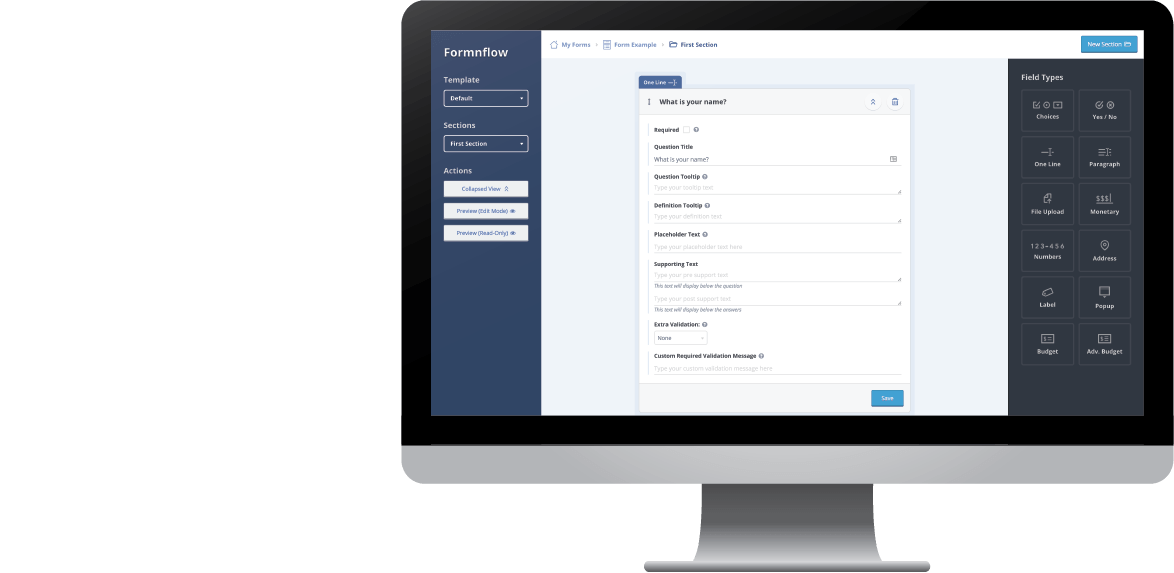 Formnflow
Template
Default
Sections
First Section
Actions
Collapsed View
Preview (Edit Mode)
Preview (Read-Only)
My Forms
Form Example
First Section
New Section
One Line
What is your name?
Required
Question Title
What is your name?
Question Tooltip
Type your tooltip text
Definition Tooltip
Type your definition text
Placeholder Text
Type your placeholder text here
Supporting Text
Type your pre support text
This text will display below the question
Type your post support text
This text will display below the answers
Extra Validation:
None
Custom Required Validation Message
Type your custom validation message here
Save
Field Types
Choices
Yes / No
One Line
Paragraph
File Upload
$$$
Monetary
1 2 3 - 4 5 6
Numbers
Address
Label
Popup
Budget
Adv. Budget